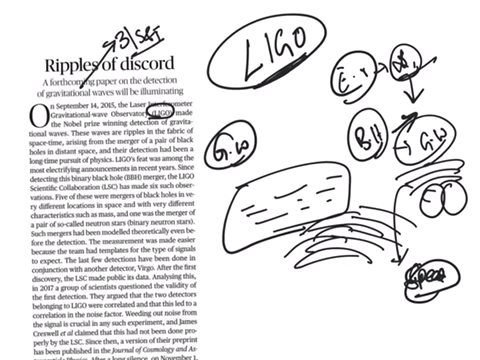 G3/S&T
Ripples of discord
A forthcoming paper on the detection
of gravitational waves will be illuminating
On September 14, 2015, the Laser Interferometer
Gravitational-wave Observatory (LIGO) made
the Nobel prize winning detection of gravita-
tional waves. These waves are ripples in the fabric of
space-time, arising from the merger of a pair of black
holes in distant space, and their detection had been a
long time pursuit of physics. LIGO's feat was among the
most electrifying announcements in recent years. Since
detecting this binary black hole (BBH) merger, the LIGO
Scientific Collaboration (LSC) has made six such obser-
vations. Five of these were mergers of black holes in ve-
ry different locations in space and with very different
characteristics such as mass, and one was the merger of
a pair of so-called neutron stars (binary neutron stars).
Such mergers had been modelled theoretically even be-
fore the detection. The measurement was made easier
because the team had templates for the type of signals
to expect. The last few detections have been done in
conjunction with another detector, Virgo. After the first
discovery, the LSC made public its data. Analysing this,
in 2017 a group of scientists questioned the validity of
the first detection. They argued that the two detectors
belonging to LIGO were correlated and that this led to
a correlation in the noise factor. Weeding out noise from
the signal is crucial in any such experiment, and James
Creswell et al claimed that this had not been done pro-
perly by the LSC. Since then, a version of their preprint
has been published in the Journal of Cosmology and As-
LIGO
G.W
B.H
G.W
Space